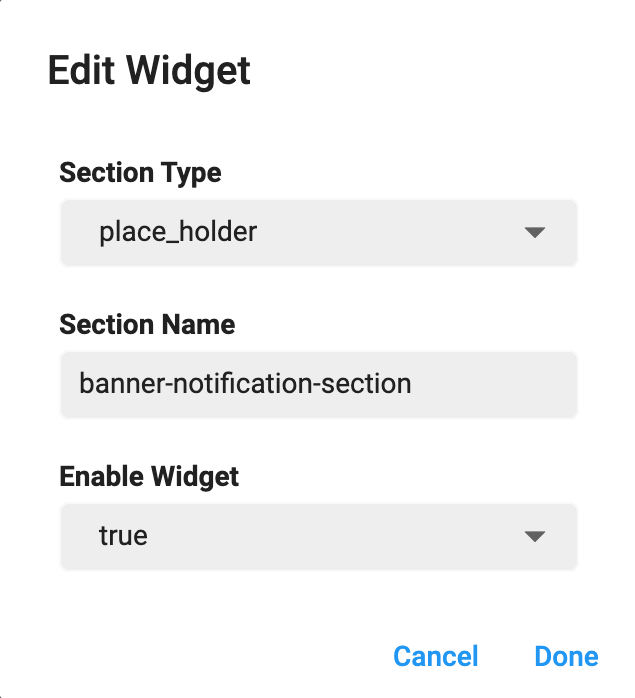 Edit Widget
Section Type
place_holder
Section Name
banner-notification-section
Enable Widget
true
Cancel Done